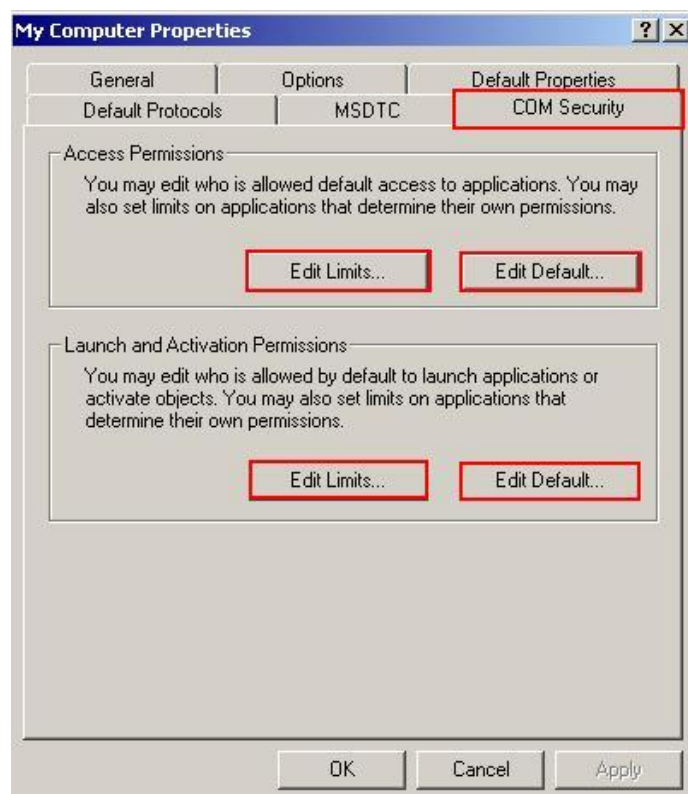 My Computer Properties
? X
General Options Default Properties
Default Protocols MSDTC COM Security
Access Permissions
You may edit who is allowed default access to applications. You may
also set limits on applications that determine their own permissions.
Edit Limits... Edit Default...
Launch and Activation Permissions
You may edit who is allowed by default to launch applications or
activate objects. You may also set limits on applications that
determine their own permissions.
Edit Limits... Edit Default...
OK Cancel Apply